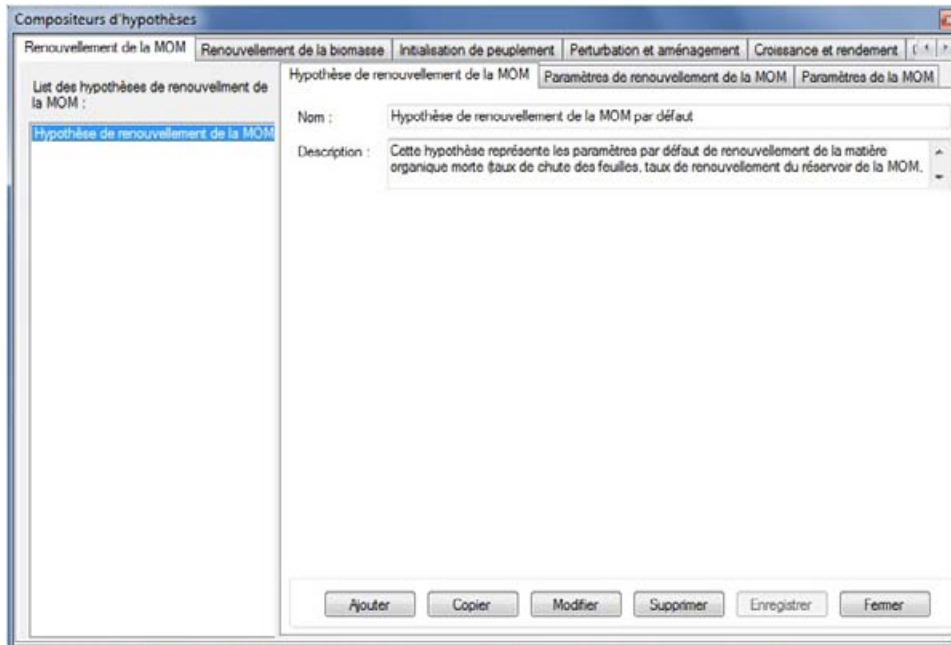 Compositeurs d'hypothèses
Renouvellement de la MOM
Renouvellement de la biomasse
Initialisation de peuplement
Perturbation et aménagement
Croissance et rendement
List des hypothèses de renouvellment de
la MOM :
Hypothèse de renouvellement de la MOM
Hypothèse de renouvellement de la MOM
Paramètres de renouvellement de la MOM
Paramètres de la MOM
Nom :
Hypothèse de renouvellement de la MOM par défaut
Description :
Cette hypothèse représente les paramètres par défaut de renouvellement de la matière
organique morte (taux de chute des feuilles, taux de renouvellement du réservoir de la MOM,
Ajouter
Copier
Modifier
Supprimer
Enregistrer
Fermer